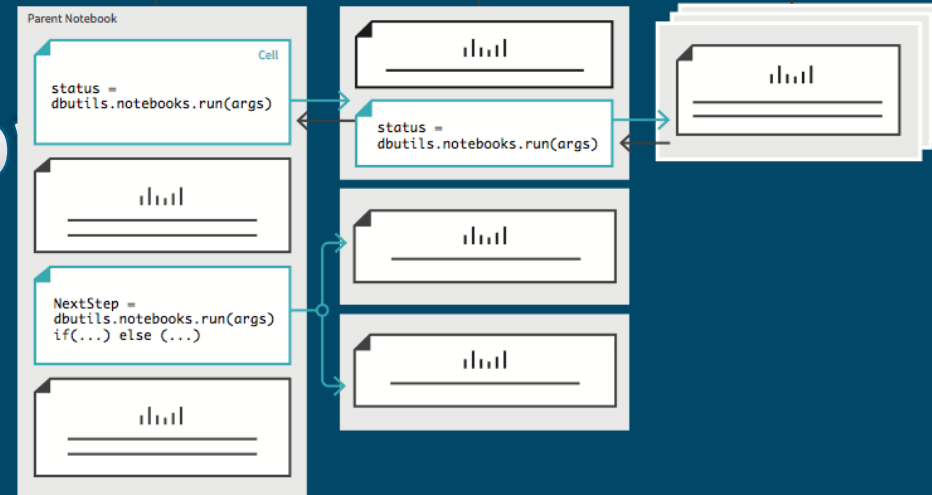 Parent Notebook
Cell
status =
dbutils.notebooks.run(args)
status =
dbutils.notebooks.run(args)
NextStep =
dbutils.notebooks.run(args)
if(...) else (...)